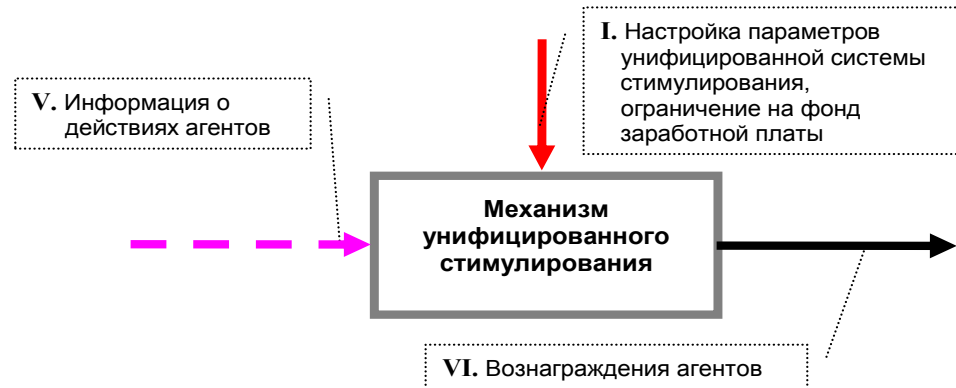 I. Настройка параметров
унифицированной системы
стимулирования,
ограничение на фонд
заработной платы
V. Информация о
действиях агентов
Механизм
унифицированного
стимулирования
VI. Вознаграждения агентов